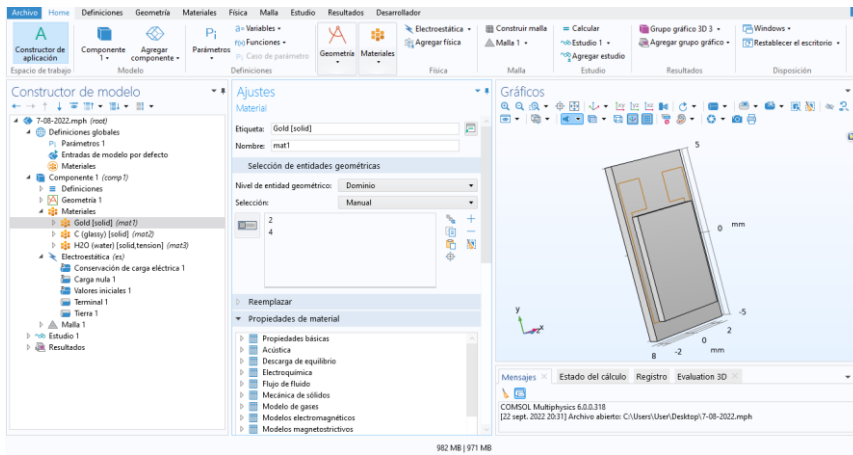 Archivo Home Definiciones Geometría Materiales Física Malla Estudio Resultados Desarrollador
A
Constructor de aplicación
Espacio de trabajo
Componente 1
Agregar componente
Modelo
Pi
Parámetros
a= Variables
f(x) Funciones
Pi Caso de parámetro
Definiciones
Geometría
Materiales
Electroestática
Agregar física
Física
Construir malla
Malla 1
Malla
= Calcular
Estudio 1
Agregar estudio
Estudio
Grupo gráfico 3D 3
Agregar grupo gráfico
Resultados
Windows
Restablecer el escritorio
Disposición
Constructor de modelo
7-08-2022.mph (root)
Definiciones globales
Pi Parámetros 1
Entradas de modelo por defecto
Materiales
Componente 1 (comp1)
Definiciones
Geometría 1
Materiales
Gold [solid] (mat1)
C (glassy) [solid] (mat2)
H2O (water) [solid,tension] (mat3)
Electroestática (es)
Conservación de carga eléctrica 1
Carga nula 1
Valores iniciales 1
Terminal 1
Tierra 1
Malla 1
Estudio 1
Resultados
Ajustes
Material
Etiqueta: Gold [solid]
Nombre: mat1
Selección de entidades geométricas
Nivel de entidad geométrico: Dominio
Selección: Manual
2
4
Reemplazar
Propiedades de material
Propiedades básicas
Acústica
Descarga de equilibrio
Electroquímica
Flujo de fluido
Mecánica de sólidos
Modelo de gases
Modelos electromagnéticos
Modelos magnetostrictivos
Gráficos
5
0 mm
-5
2
0
-2 mm
8
y
z x
Mensajes Estado del cálculo Registro Evaluation 3D
COMSOL Multiphysics 6.0.0.318
[22 sept. 2022 20:31] Archivo abierto: C:\Users\User\Desktop\7-08-2022.mph
982 MB | 971 MB